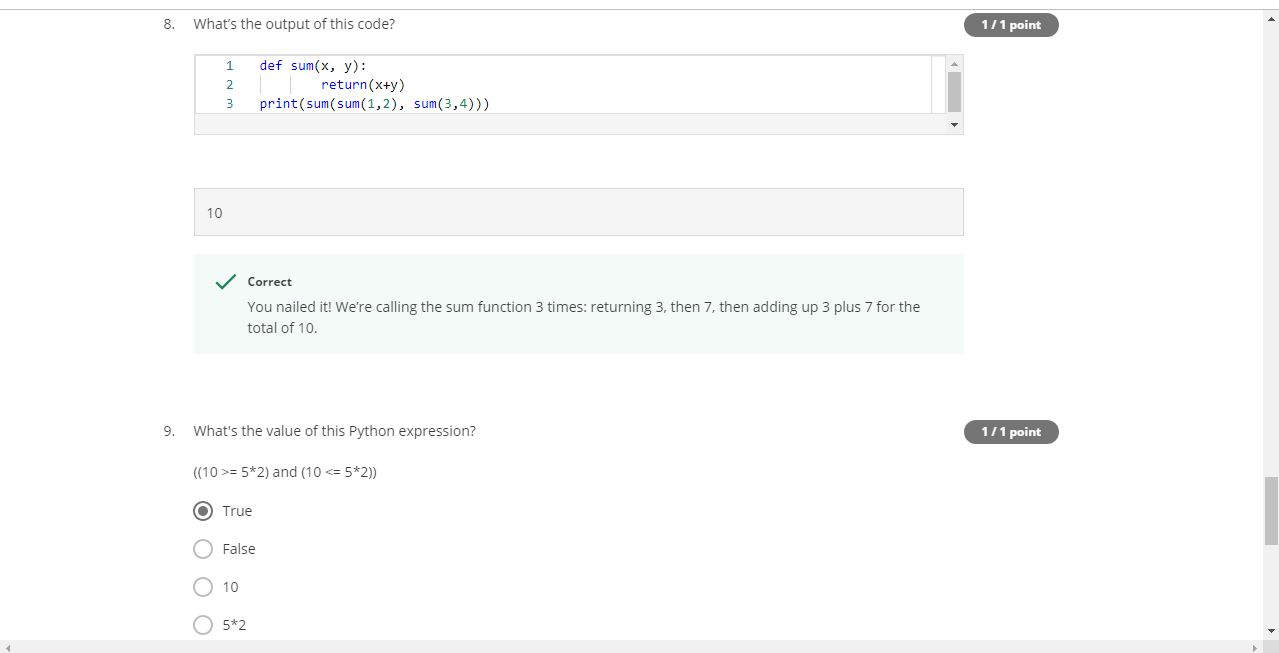 8. What's the output of this code?
1 / 1 point
1 def sum(x, y):
2 return(x+y)
3 print(sum(sum(1,2), sum(3,4)))
10
Correct
You nailed it! We're calling the sum function 3 times: returning 3, then 7, then adding up 3 plus 7 for the
total of 10.
9. What's the value of this Python expression?
1 / 1 point
((10 >= 5*2) and (10 <= 5*2))
True
False
10
5*2